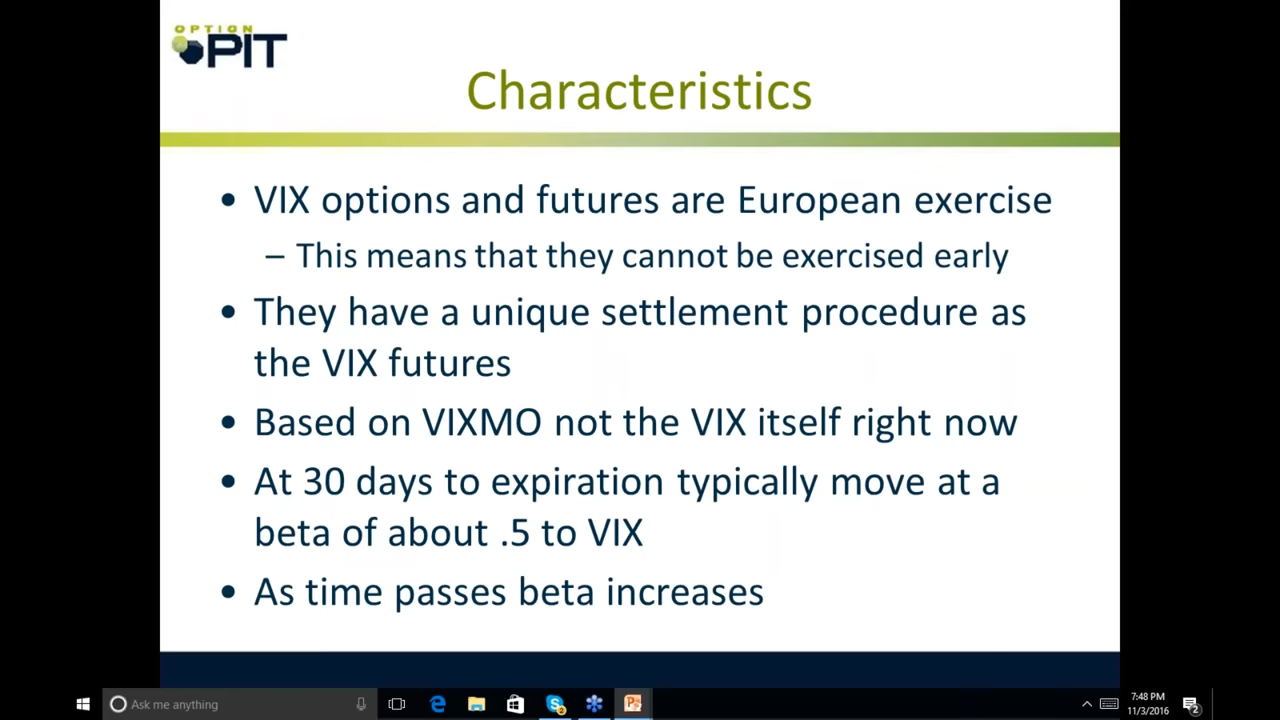 OPTION
PIT
Characteristics
• VIX options and futures are European exercise
– This means that they cannot be exercised early
• They have a unique settlement procedure as
the VIX futures
• Based on VIXMO not the VIX itself right now
• At 30 days to expiration typically move at a
beta of about .5 to VIX
• As time passes beta increases
Ask me anything
7:48 PM
11/3/2016
2
2